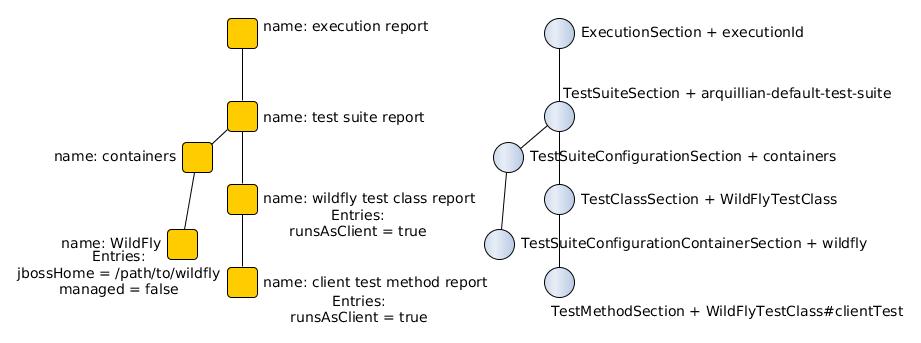 name: execution report
name: test suite report
name: containers
name: wildfly test class report
Entries:
runsAsClient = true
name: WildFly
Entries:
jbossHome = /path/to/wildfly
managed = false
name: client test method report
Entries:
runsAsClient = true
ExecutionSection + executionId
TestSuiteSection + arquillian-default-test-suite
TestSuiteConfigurationSection + containers
TestClassSection + WildFlyTestClass
TestSuiteConfigurationContainerSection + wildfly
TestMethodSection + WildFlyTestClass#clientTest